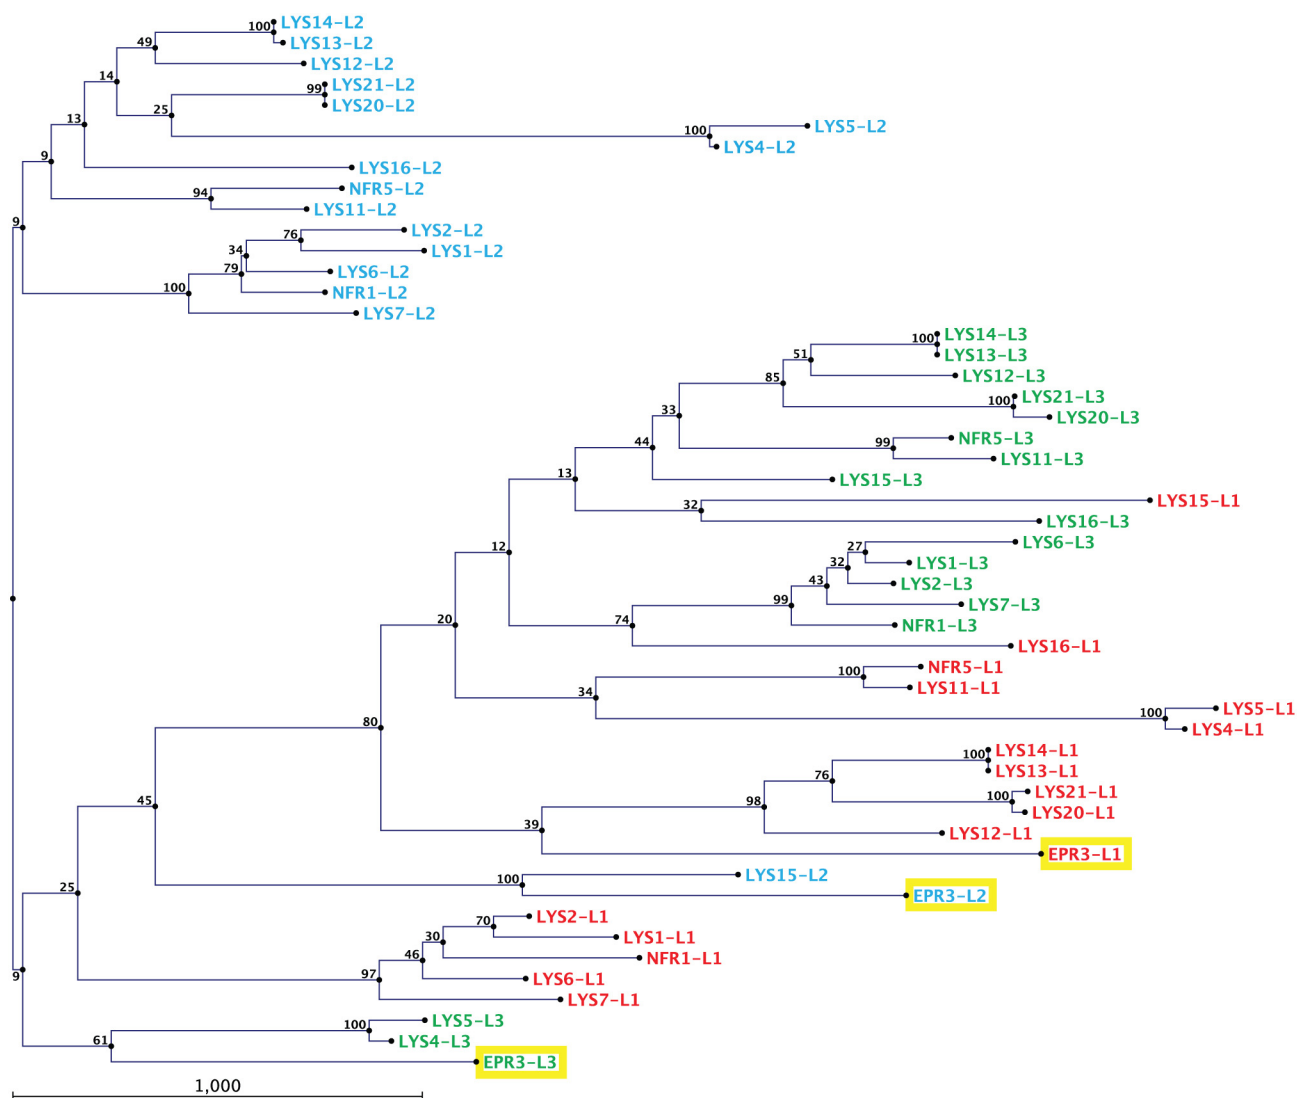 LYS14-L2
100
LYS13-L2
49
LYS12-L2
14
LYS21-L2
99
LYS20-L2
25
13
LYS5-L2
100
LYS4-L2
9
LYS16-L2
NFR5-L2
94
LYS11-L2
9
LYS2-L2
76
LYS1-L2
34
LYS6-L2
79
100
NFR1-L2
LYS7-L2
LYS14-L3
100
LYS13-L3
51
LYS12-L3
85
LYS21-L3
100
LYS20-L3
33
NFR5-L3
99
44
LYS11-L3
13
LYS15-L3
LYS15-L1
32
LYS16-L3
LYS6-L3
27
12
LYS1-L3
32
43
LYS2-L3
99
LYS7-L3
74
20
NFR1-L3
LYS16-L1
NFR5-L1
100
LYS11-L1
34
LYS5-L1
100
80
LYS4-L1
LYS14-L1
100
LYS13-L1
76
LYS21-L1
100
98
45
LYS20-L1
39
LYS12-L1
EPR3-L1
LYS15-L2
100
25
EPR3-L2
LYS2-L1
70
30
LYS1-L1
46
NFR1-L1
97
9
LYS6-L1
LYS7-L1
LYS5-L3
100
61
LYS4-L3
EPR3-L3
1,000